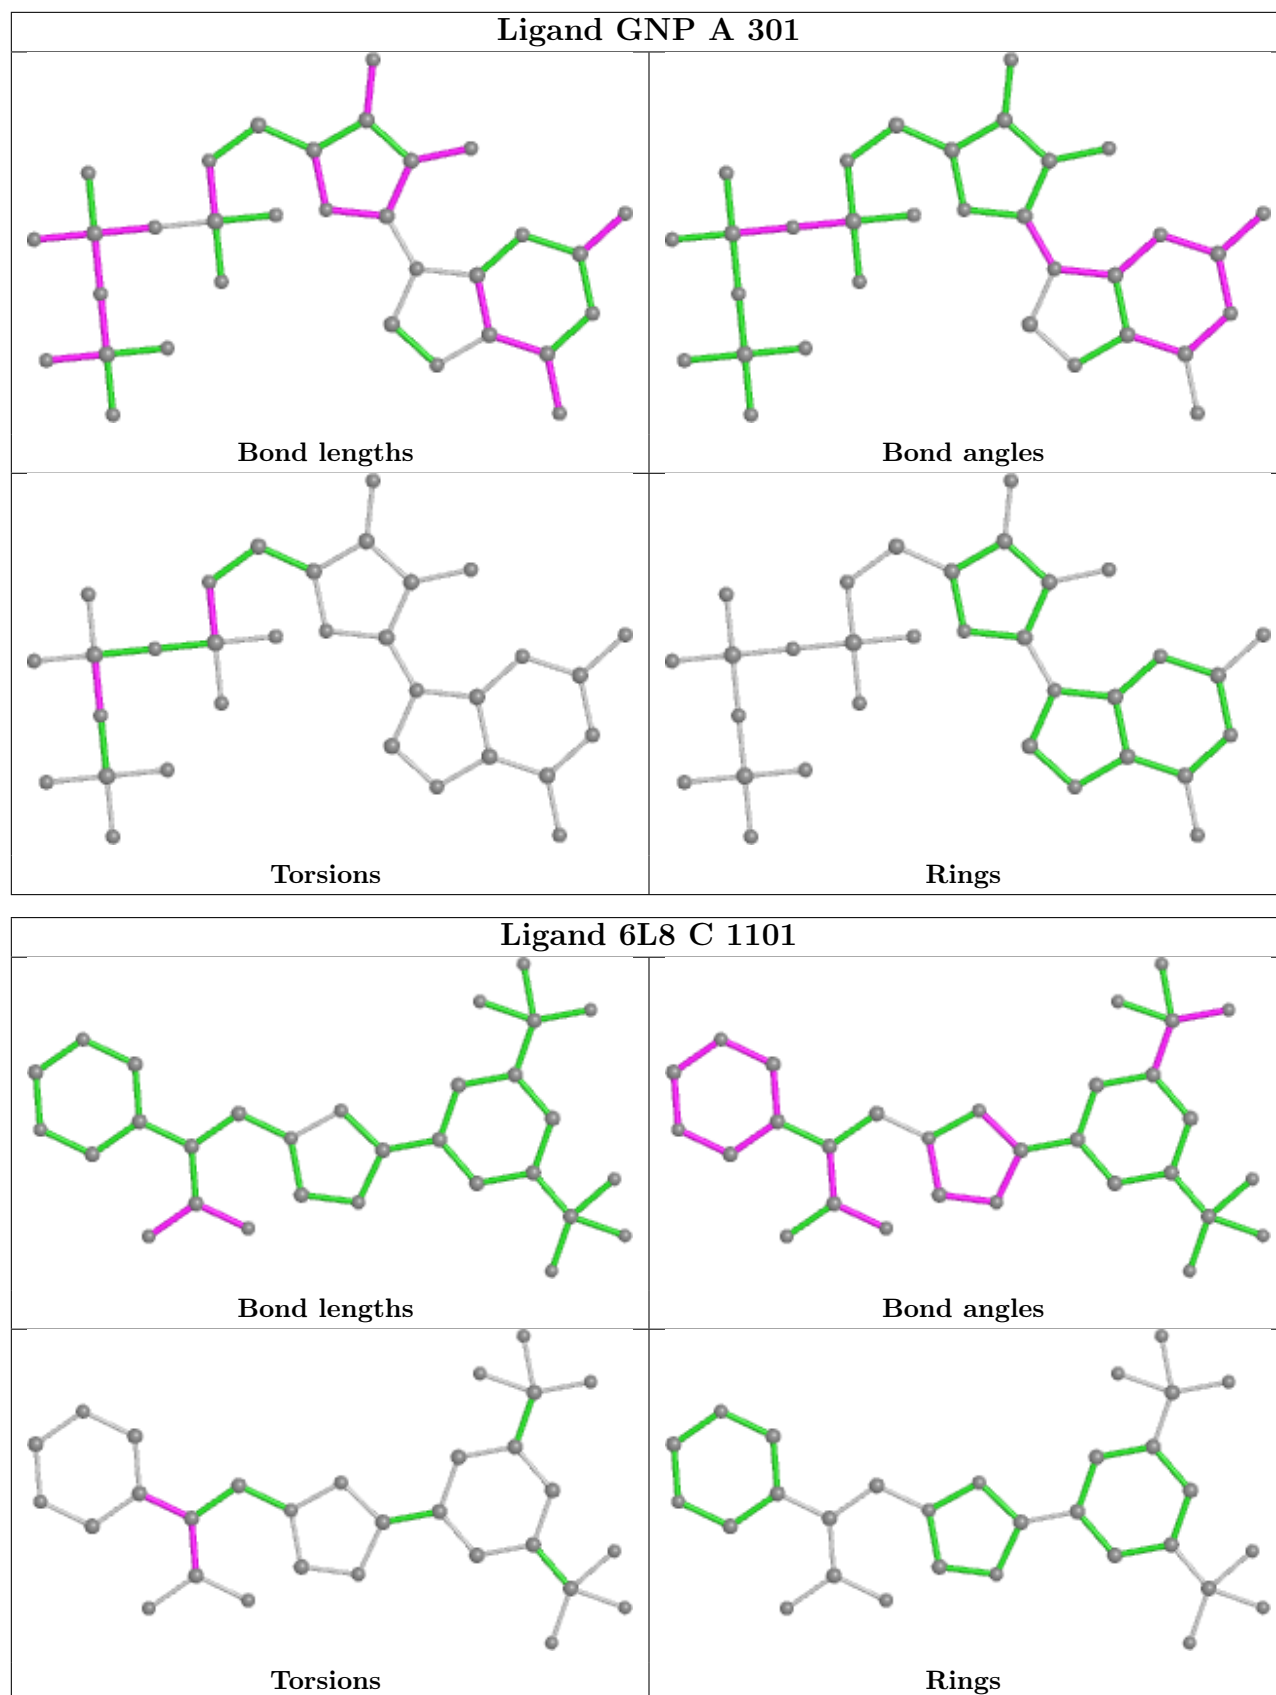 Ligand GNP A 301
Bond lengths
Bond angles
Torsions
Rings
Ligand 6L8 C 1101
Bond lengths
Bond angles
Torsions
Rings